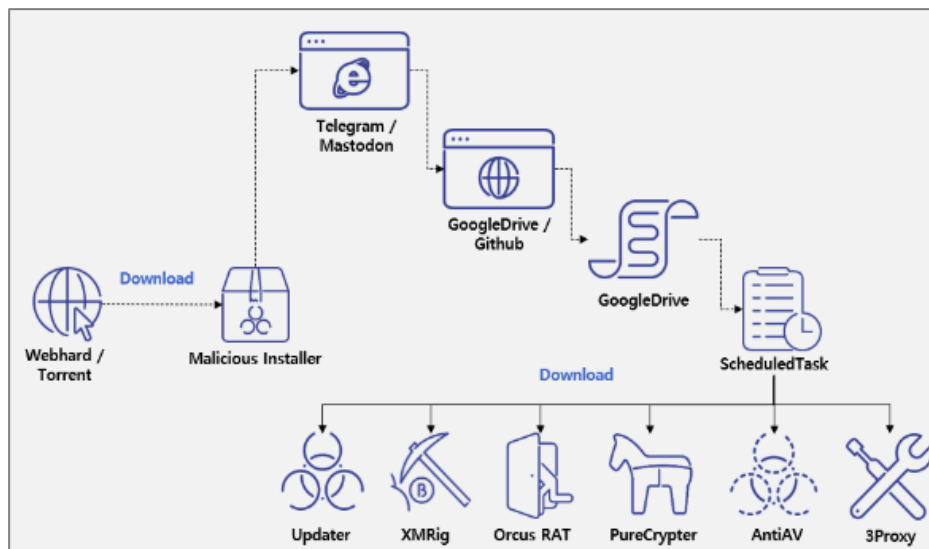 Telegram /
Mastodon
GoogleDrive /
Github
GoogleDrive
Download
Webhard /
Torrent
Malicious Installer
ScheduledTask
Download
Updater
XMRig
Orcus RAT
PureCrypter
AntiAV
3Proxy
B